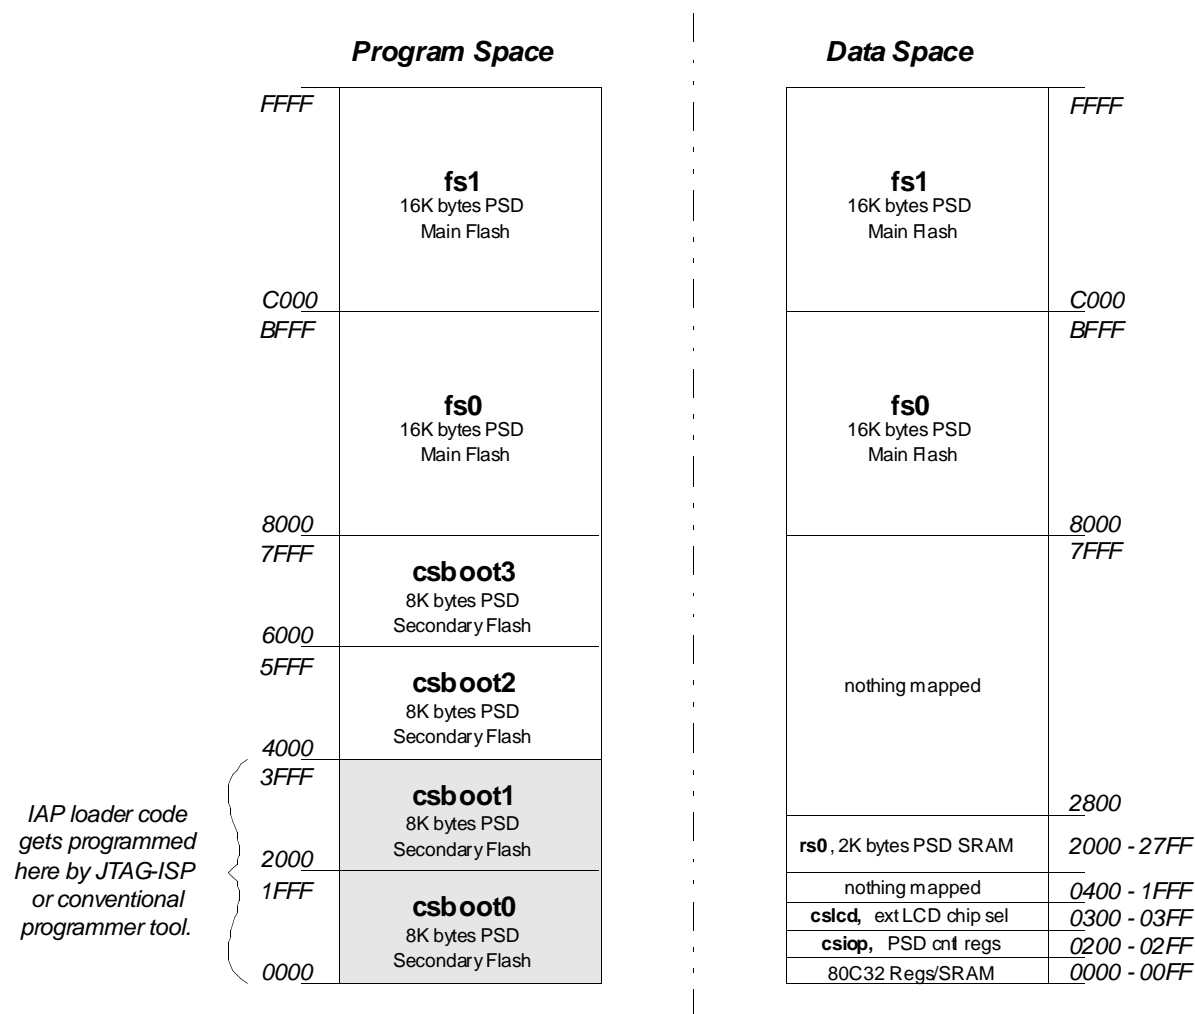 Program Space
FFFF
fs1
16K bytes PSD
Main Flash
C000
BFFF
fs0
16K bytes PSD
Main Flash
8000
7FFF
csboot3
8K bytes PSD
Secondary Flash
6000
5FFF
csboot2
8K bytes PSD
Secondary Flash
4000
3FFF
csboot1
8K bytes PSD
Secondary Flash
2000
1FFF
csboot0
8K bytes PSD
Secondary Flash
0000
IAP loader code
gets programmed
here by JTAG-ISP
or conventional
programmer tool.
Data Space
FFFF
fs1
16K bytes PSD
Main Flash
C000
BFFF
fs0
16K bytes PSD
Main Flash
8000
7FFF
nothing mapped
2800
rs0, 2K bytes PSD SRAM 2000 - 27FF
nothing mapped 0400 - 1FFF
cslcd, ext LCD chip sel 0300 - 03FF
csiop, PSD cntl regs 0200 - 02FF
80C32 Regs/SRAM 0000 - 00FF